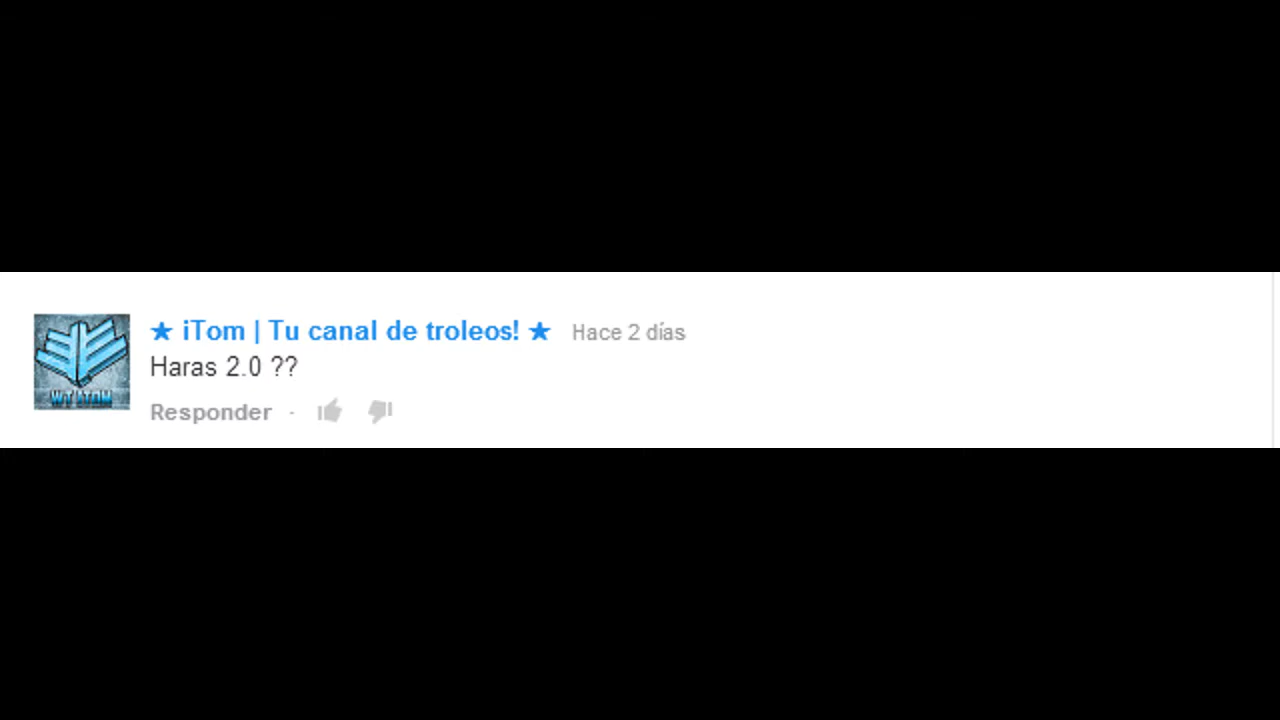 ★ iTom | Tu canal de troleos! ★ Hace 2 días
Haras 2.0 ??
Responder ·